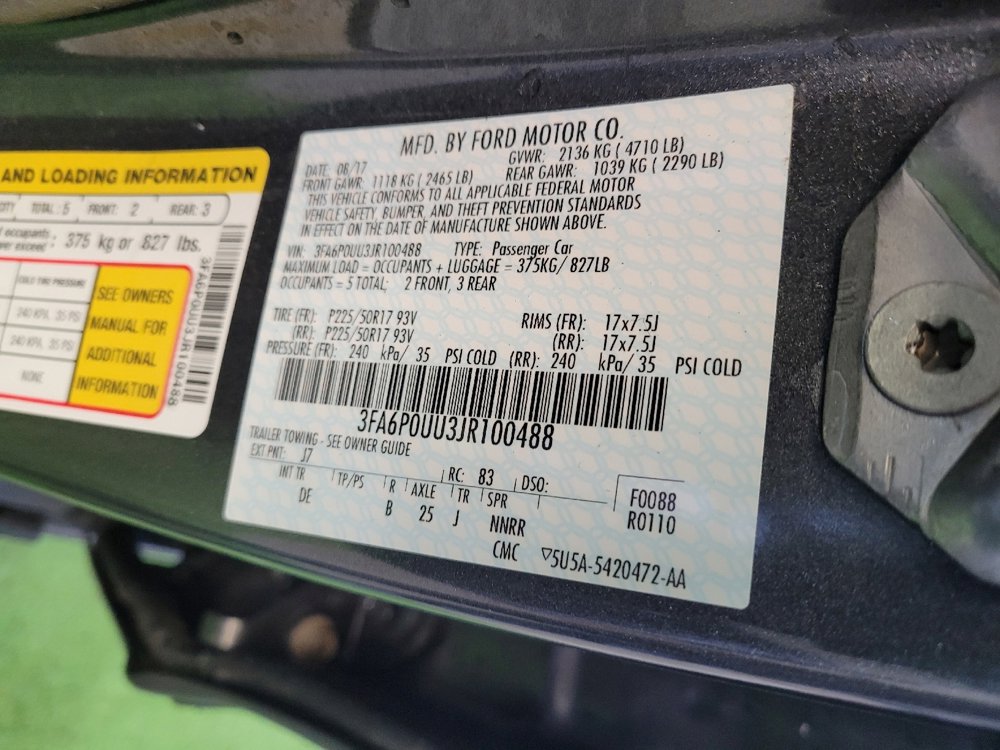 AND LOADING INFORMATION
TOTAL: 5 FRONT: 2 REAR: 3
375 kg or 827 lbs.
COLD TIRE PRESSURE
240 KPA, 35 PSI
240 KPA, 35 PSI
NONE
SEE OWNERS
MANUAL FOR
ADDITIONAL
INFORMATION
3FA6P0UU3JR100488
MFD. BY FORD MOTOR CO.
DATE: 08/17 GVWR: 2136 KG ( 4710 LB)
FRONT GAWR: 1118 KG ( 2465 LB) REAR GAWR: 1039 KG ( 2290 LB)
THIS VEHICLE CONFORMS TO ALL APPLICABLE FEDERAL MOTOR
VEHICLE SAFETY, BUMPER, AND THEFT PREVENTION STANDARDS
IN EFFECT ON THE DATE OF MANUFACTURE SHOWN ABOVE.
VIN: 3FA6P0UU3JR100488 TYPE: Passenger Car
MAXIMUM LOAD = OCCUPANTS + LUGGAGE = 375KG/ 827LB
OCCUPANTS = 5 TOTAL; 2 FRONT, 3 REAR
TIRE (FR): P225/50R17 93V RIMS (FR): 17x7.5J
(RR): P225/50R17 93V (RR): 17x7.5J
PRESSURE (FR): 240 kPa/ 35 PSI COLD (RR): 240 kPa/ 35 PSI COLD
3FA6P0UU3JR100488
TRAILER TOWING - SEE OWNER GUIDE
EXT PNT: J7 RC: 83 DSO:
INT TR TP/PS R AXLE TR SPR
DE B 25 J NNRR
F0088
R0110
CMC ▽5U5A-5420472-AA